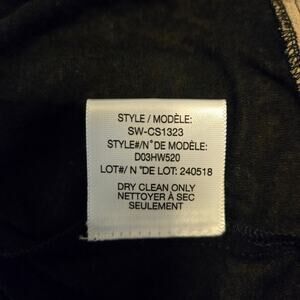 STYLE / MODÈLE:
SW-CS1323
STYLE#/N°DE MODÈLE:
D03HW520
LOT#/ N °DE LOT: 240518
DRY CLEAN ONLY
NETTOYER À SEC
SEULEMENT